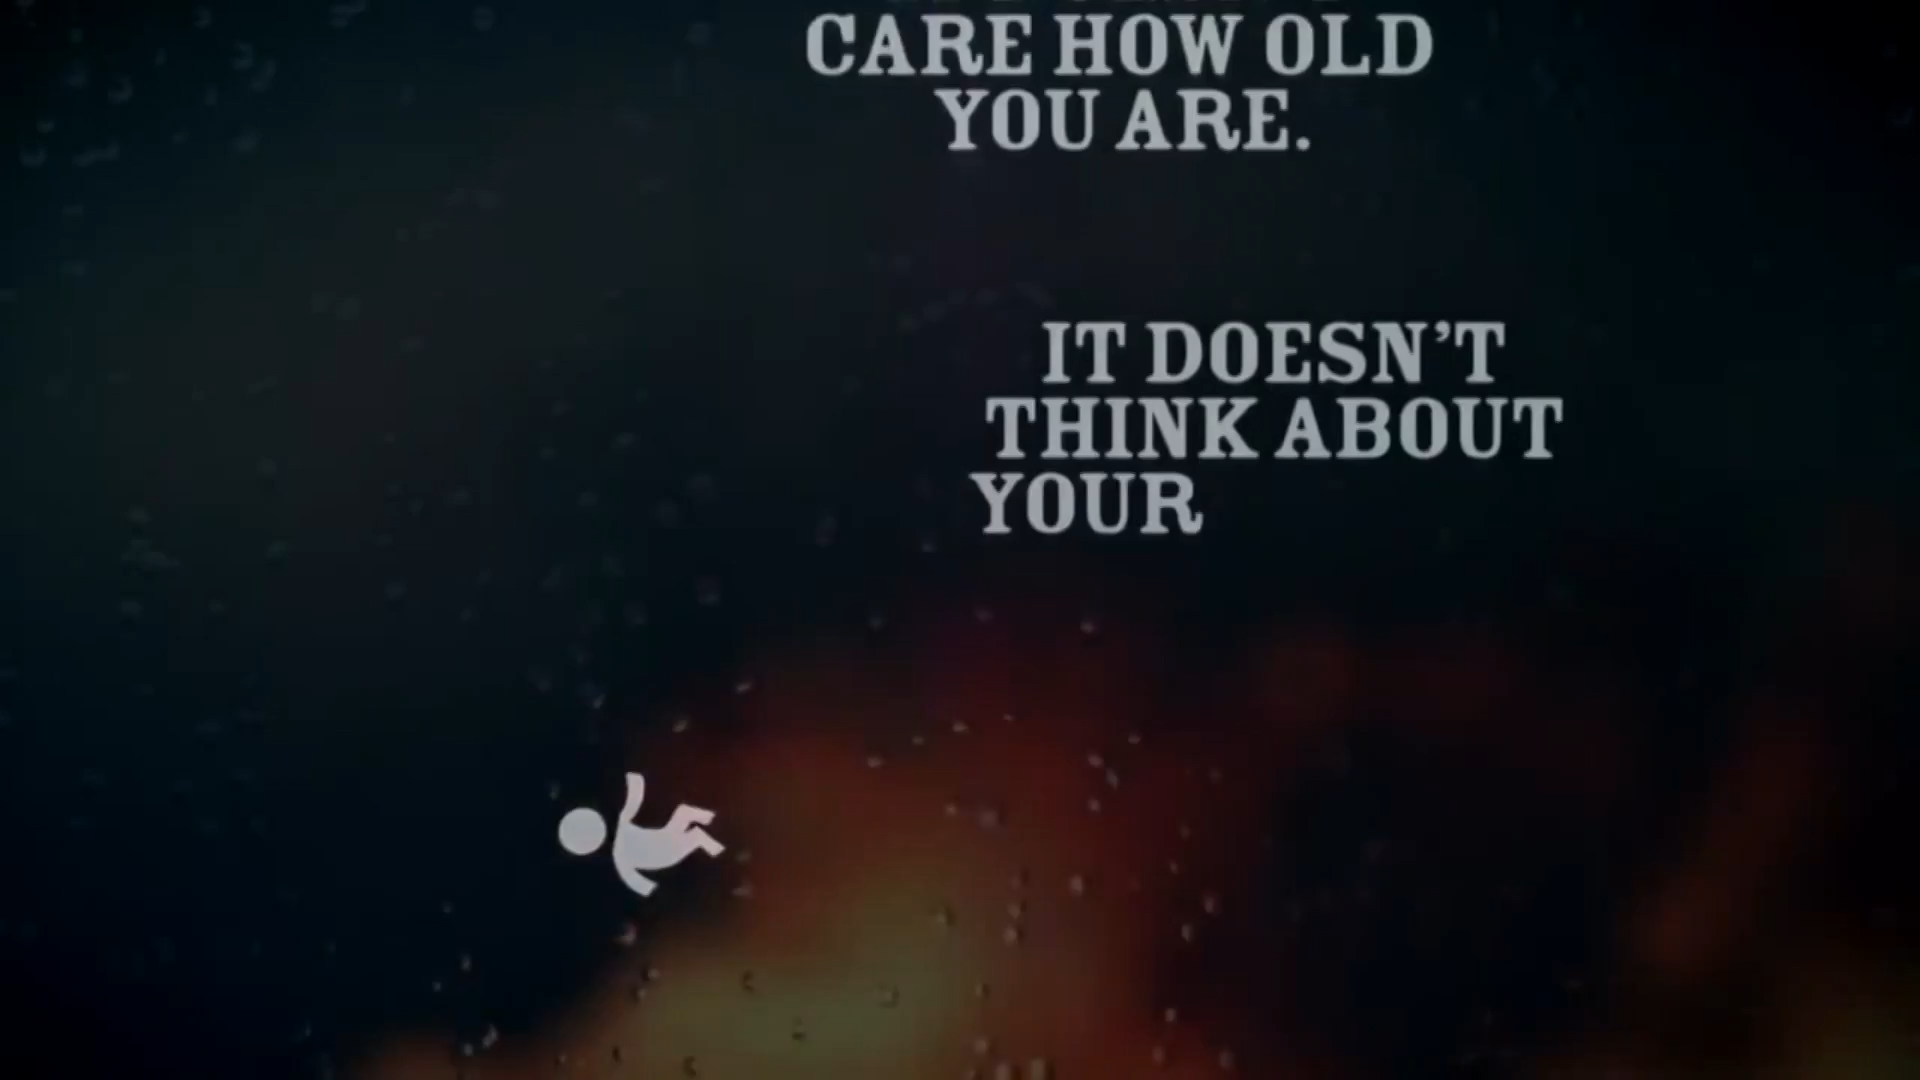 CARE HOW OLD
YOU ARE.
IT DOESN'T
THINK ABOUT
YOUR